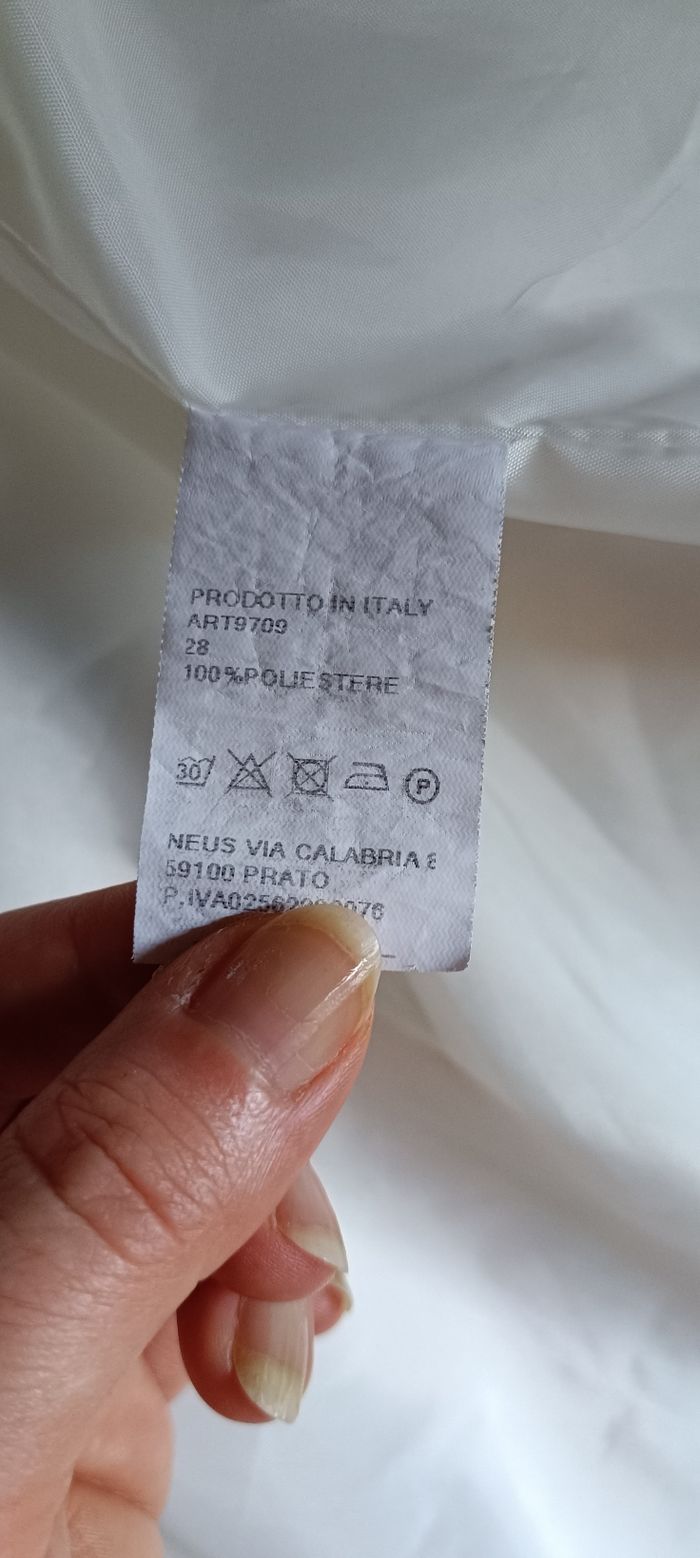 PRODOTTO IN ITALY
ART9709
28
100%POLIESTERE
30
P
NEUS VIA CALABRIA 8
59100 PRATO